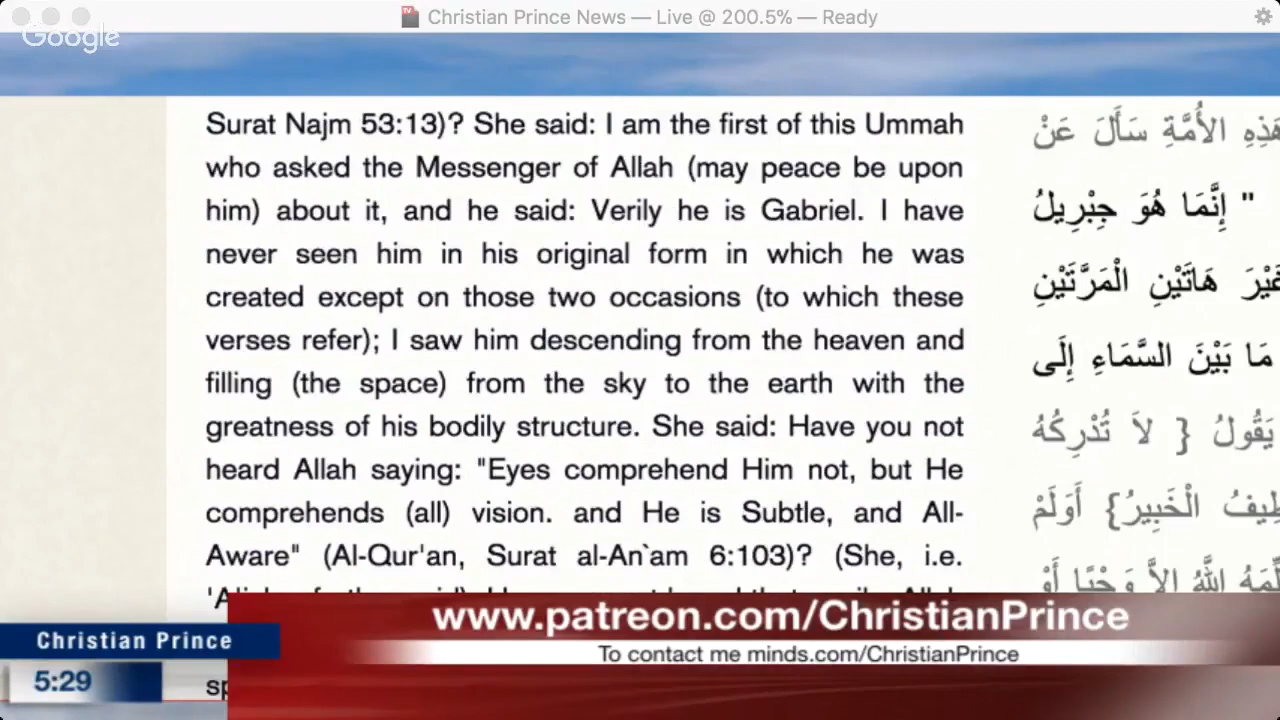 Christian Prince News — Live @ 200.5% — Ready
Google
Surat Najm 53:13)? She said: I am the first of this Ummah
who asked the Messenger of Allah (may peace be upon
him) about it, and he said: Verily he is Gabriel. I have
never seen him in his original form in which he was
created except on those two occasions (to which these
verses refer); I saw him descending from the heaven and
filling (the space) from the sky to the earth with the
greatness of his bodily structure. She said: Have you not
heard Allah saying: "Eyes comprehend Him not, but He
comprehends (all) vision. and He is Subtle, and All-
Aware" (Al-Qur'an, Surat al-An`am 6:103)? (She, i.e.
الأُمَّةِ سَأَلَ عَنْ
" إِنَّمَا هُوَ جِبْرِيلُ
غَيْرَ هَاتَيْنِ الْمَرَّتَيْنِ
مَا بَيْنَ السَّمَاءِ إِلَى
يَقُولُ { لاَ تُدْرِكُهُ
الْخَبِيرُ} أَوَلَمْ
اللَّهُ إِلاَّ وَحْيًا أَوْ
www.patreon.com/ChristianPrince
To contact me minds.com/ChristianPrince
Christian Prince
5:29